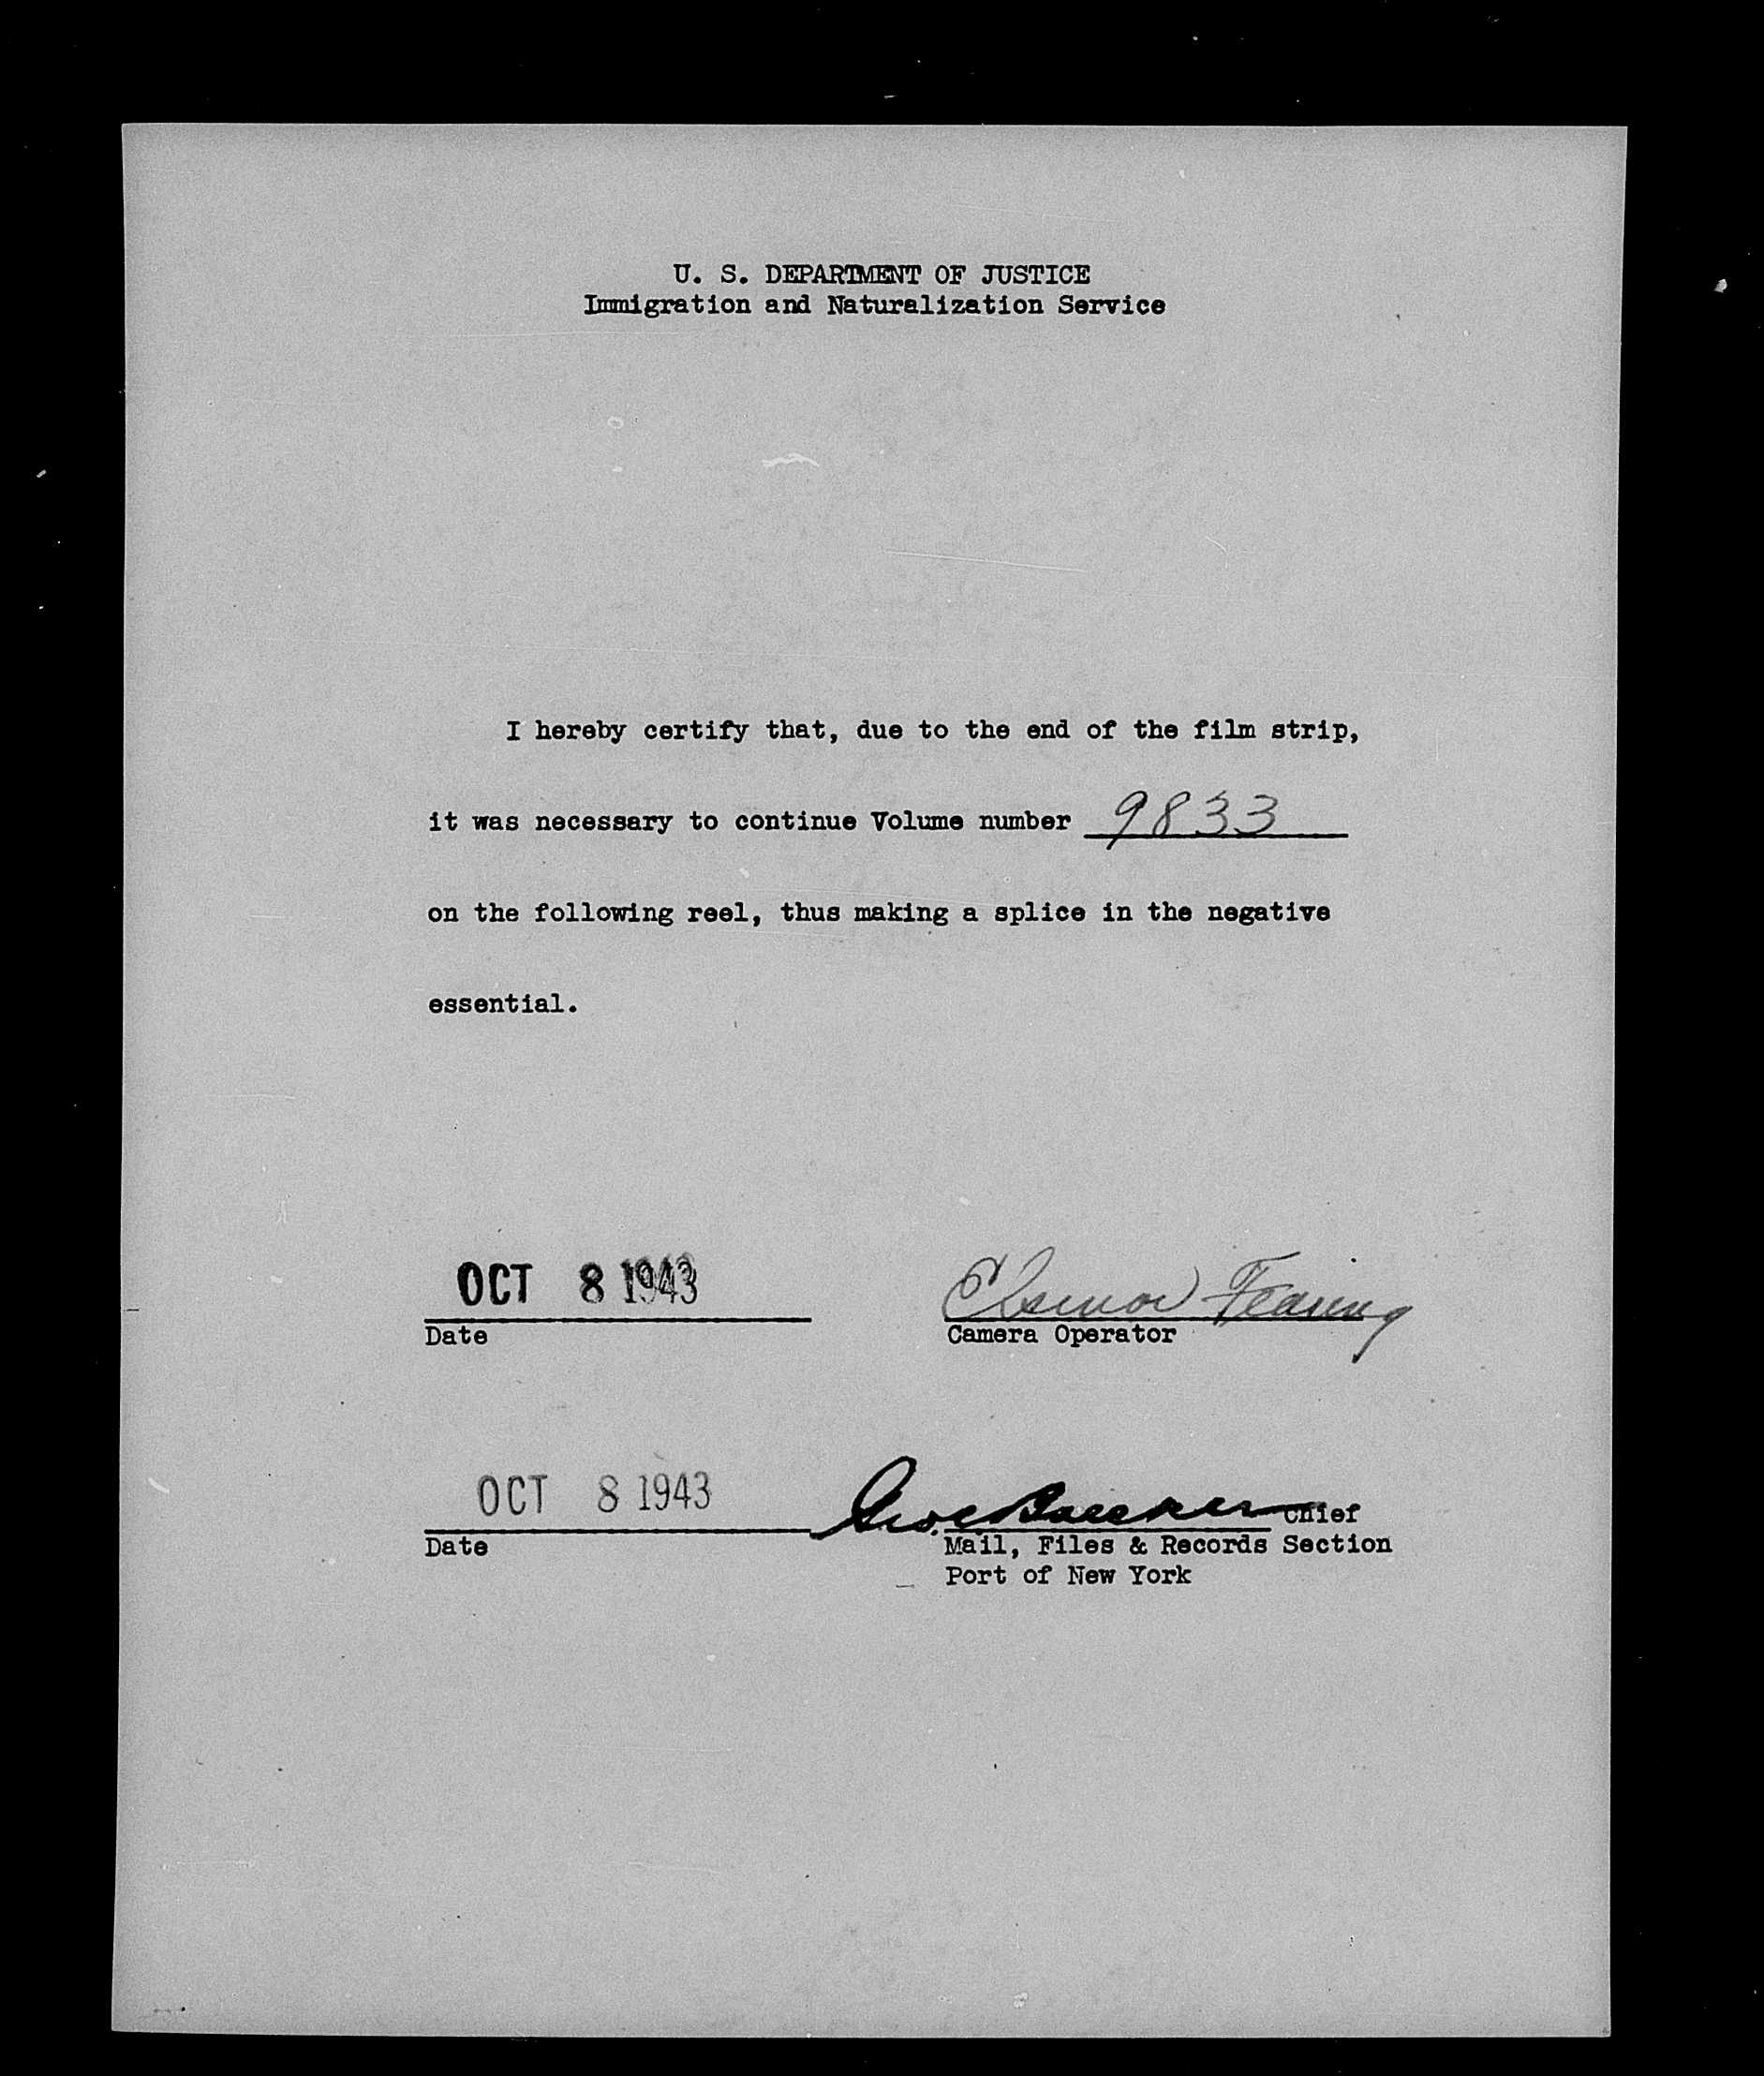 U. S. DEPARTMENT OF JUSTICE
Immigration and Naturalization Service
I hereby certify that, due to the end of the film strip,
it was necessary to continue Volume number 9833
on the following reel, thus making a splice in the negative
essential.
OCT 8 1943
Date
Eleanor Fearing
Camera Operator
OCT 8 1943
Date
Chief
Mail, Files & Records Section
Port of New York